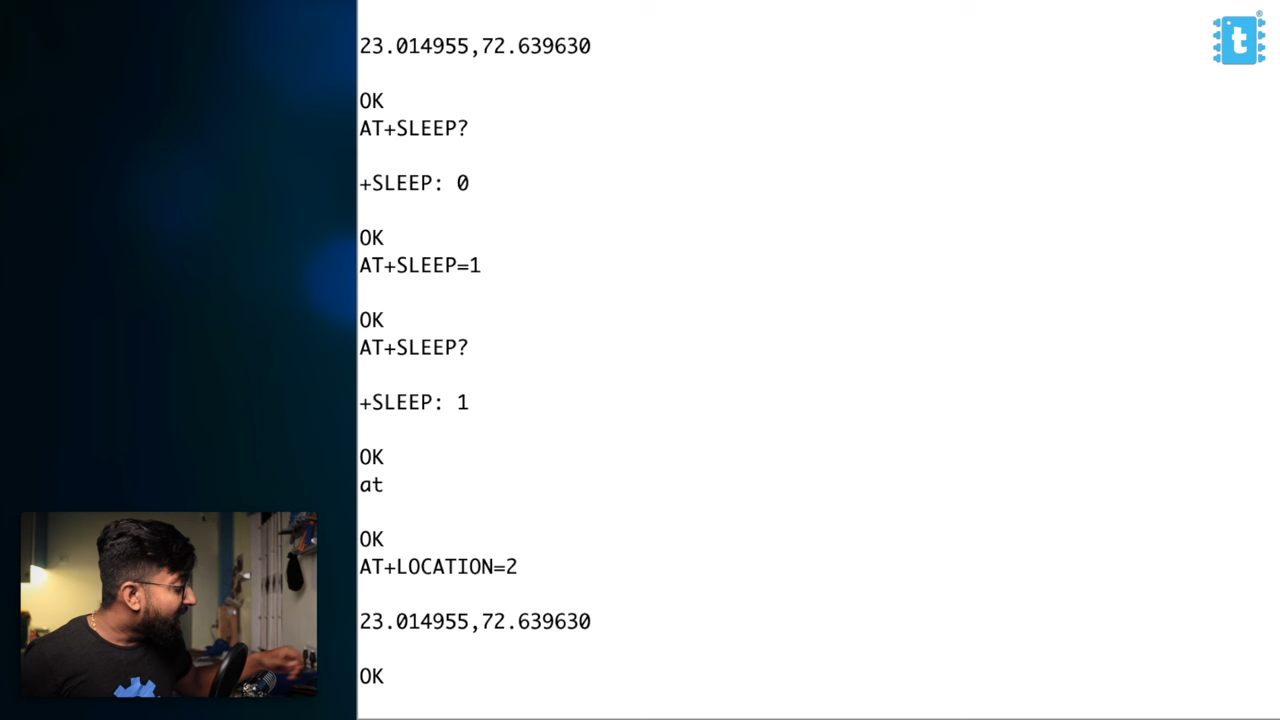 23.014955,72.639630
OK
AT+SLEEP?
+SLEEP: 0
OK
AT+SLEEP=1
OK
AT+SLEEP?
+SLEEP: 1
OK
at
OK
AT+LOCATION=2
23.014955,72.639630
OK
t
®